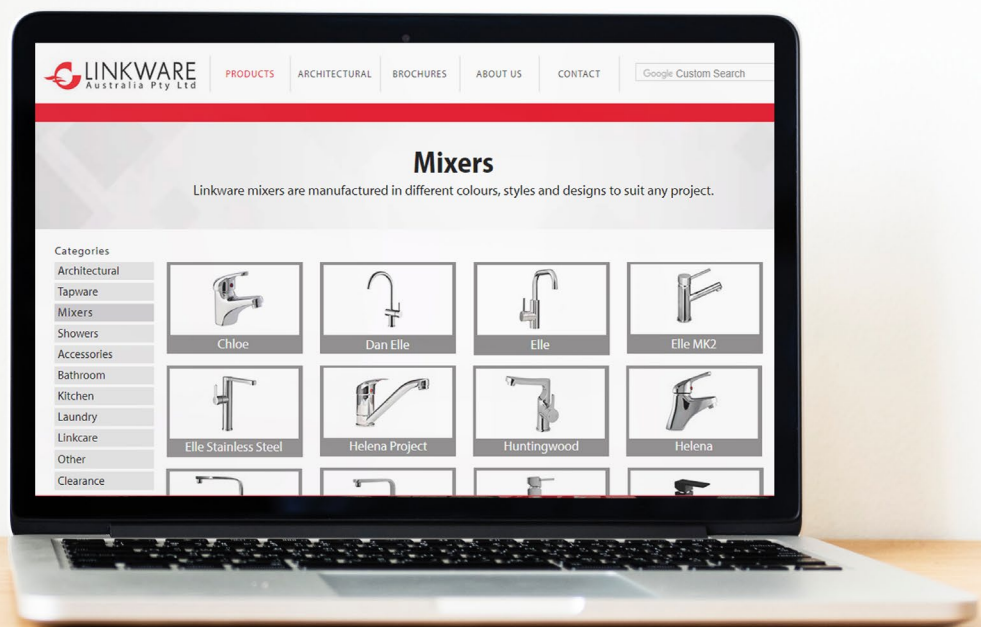 LINKWARE
Australia Pty Ltd
PRODUCTS
ARCHITECTURAL
BROCHURES
ABOUT US
CONTACT
Google Custom Search
Mixers
Linkware mixers are manufactured in different colours, styles and designs to suit any project.
Categories
Architectural
Tapware
Mixers
Showers
Accessories
Bathroom
Kitchen
Laundry
Linkcare
Other
Clearance
Chloe
Dan Elle
Elle
Elle MK2
Elle Stainless Steel
Helena Project
Huntingwood
Helena